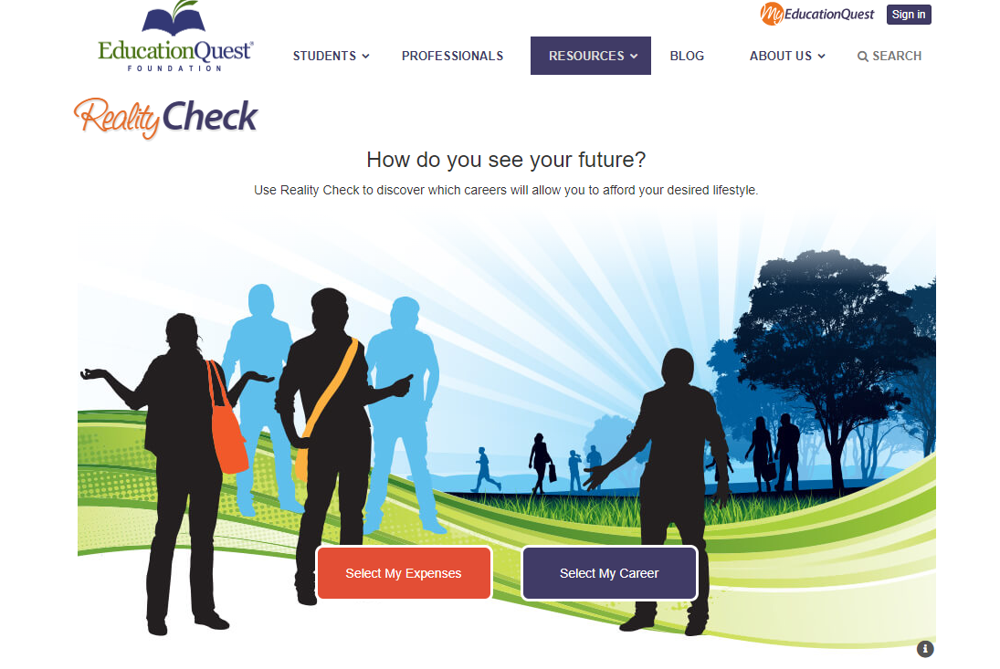 MyEducationQuest
Sign in
EducationQuest®
FOUNDATION
STUDENTS
PROFESSIONALS
RESOURCES
BLOG
ABOUT US
SEARCH
Reality Check
How do you see your future?
Use Reality Check to discover which careers will allow you to afford your desired lifestyle.
Select My Expenses
Select My Career
i